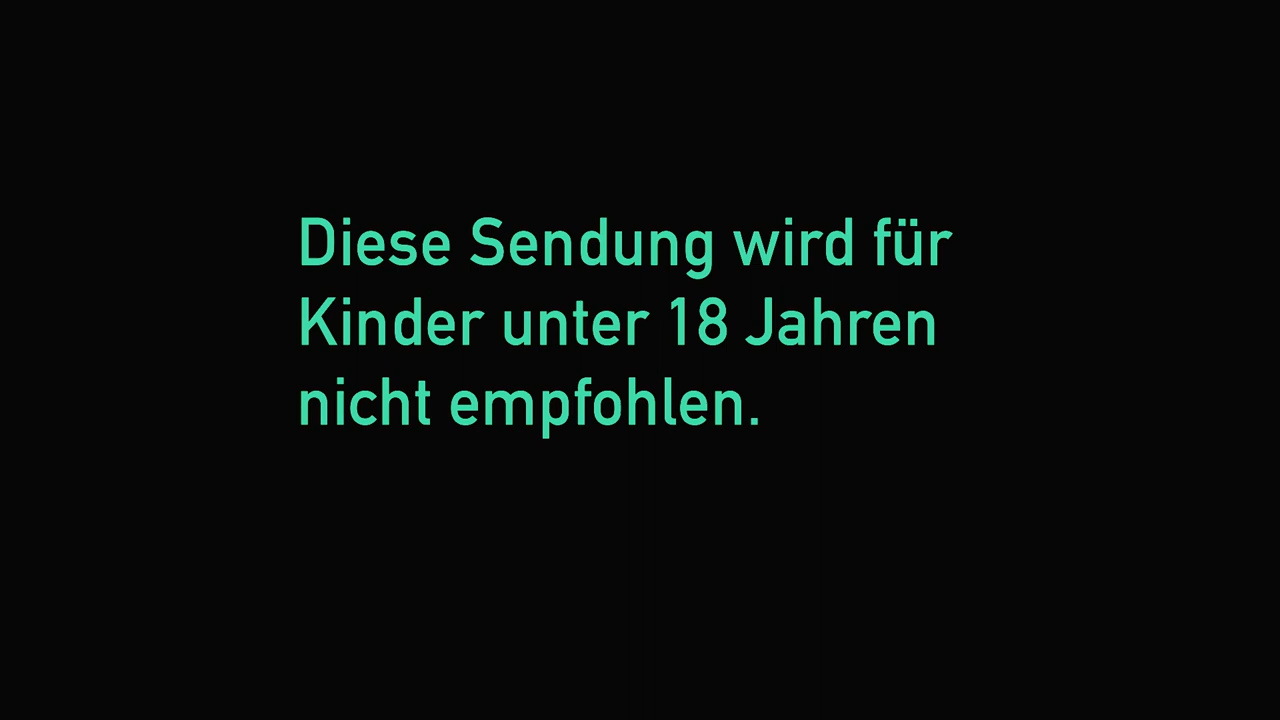 Diese Sendung wird für
Kinder unter 18 Jahren
nicht empfohlen.